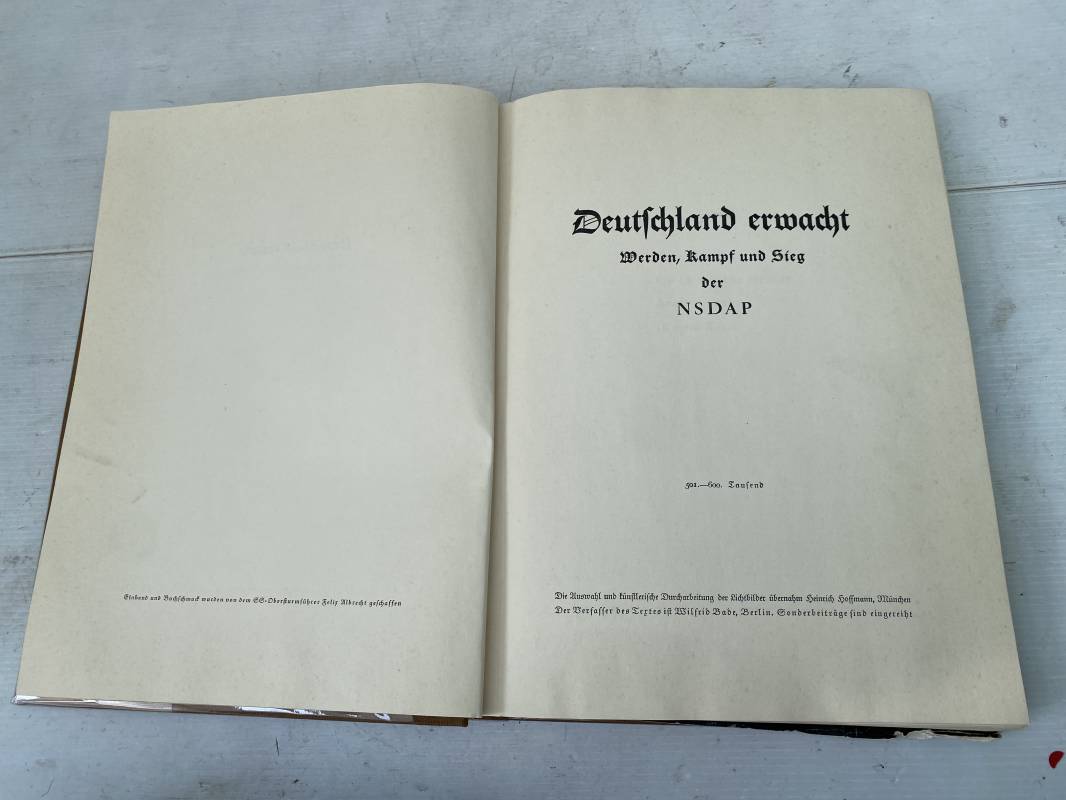 Einband und Buchschmuck wurden von dem SS-Obersturmführer Felix Albrecht geschaffen
Deutschland erwacht
Werden, Kampf und Sieg
der
NSDAP
501.—600. Tausend
Die Auswahl und künstlerische Durcharbeitung der Lichtbilder übernahm Heinrich Hoffmann, München
Der Verfasser des Textes ist Wilfrid Bade, Berlin. Sonderbeiträge sind eingereiht